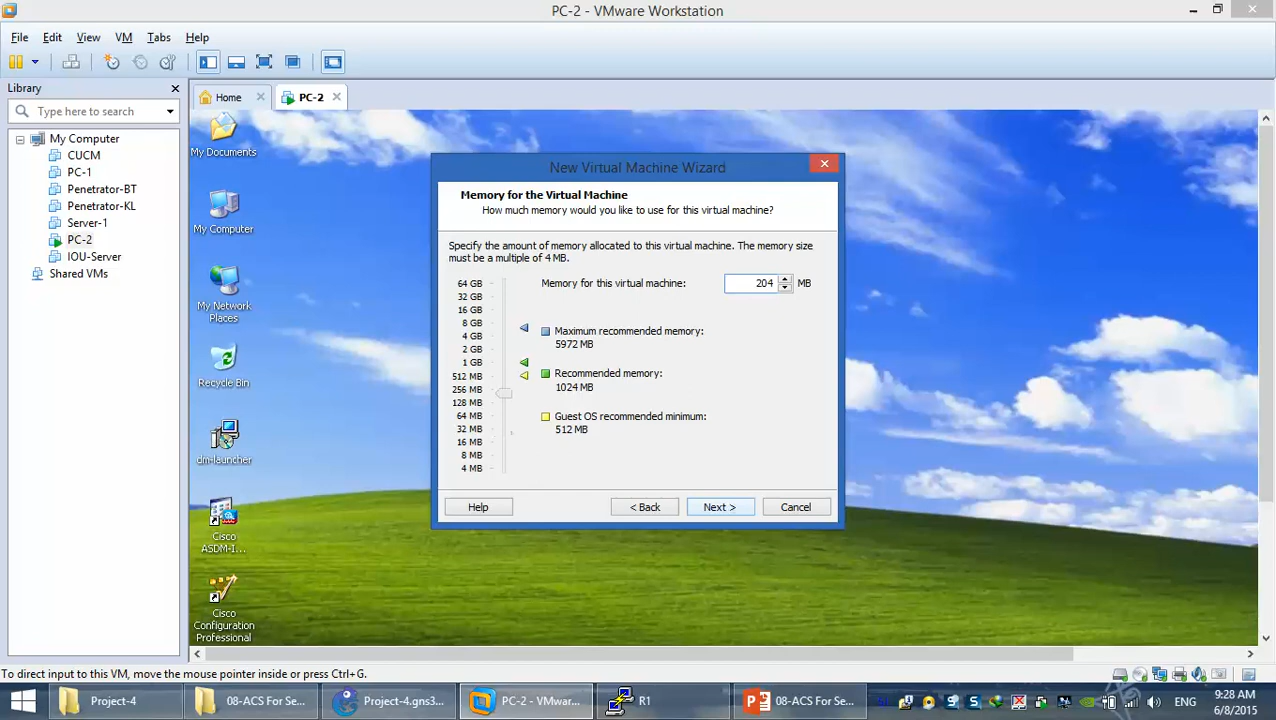 PC-2 - VMware Workstation
File Edit View VM Tabs Help
Library
Type here to search
My Computer
CUCM
PC-1
Penetrator-BT
Penetrator-KL
Server-1
PC-2
IOU-Server
Shared VMs
Home
PC-2
My Documents
My Computer
My Network
Places
Recycle Bin
dm-launcher
Cisco
ASDM-I...
Cisco
Configuration
Professional
New Virtual Machine Wizard
Memory for the Virtual Machine
How much memory would you like to use for this virtual machine?
Specify the amount of memory allocated to this virtual machine. The memory size
must be a multiple of 4 MB.
64 GB
32 GB
16 GB
8 GB
4 GB
2 GB
1 GB
512 MB
256 MB
128 MB
64 MB
32 MB
16 MB
8 MB
4 MB
Memory for this virtual machine: 204 MB
Maximum recommended memory:
5972 MB
Recommended memory:
1024 MB
Guest OS recommended minimum:
512 MB
Help < Back Next > Cancel
To direct input to this VM, move the mouse pointer inside or press Ctrl+G.
Project-4
08-ACS For Se...
Project-4.gns3...
PC-2 - VMwar...
R1
08-ACS For Se...
ENG
9:28 AM
6/8/2015